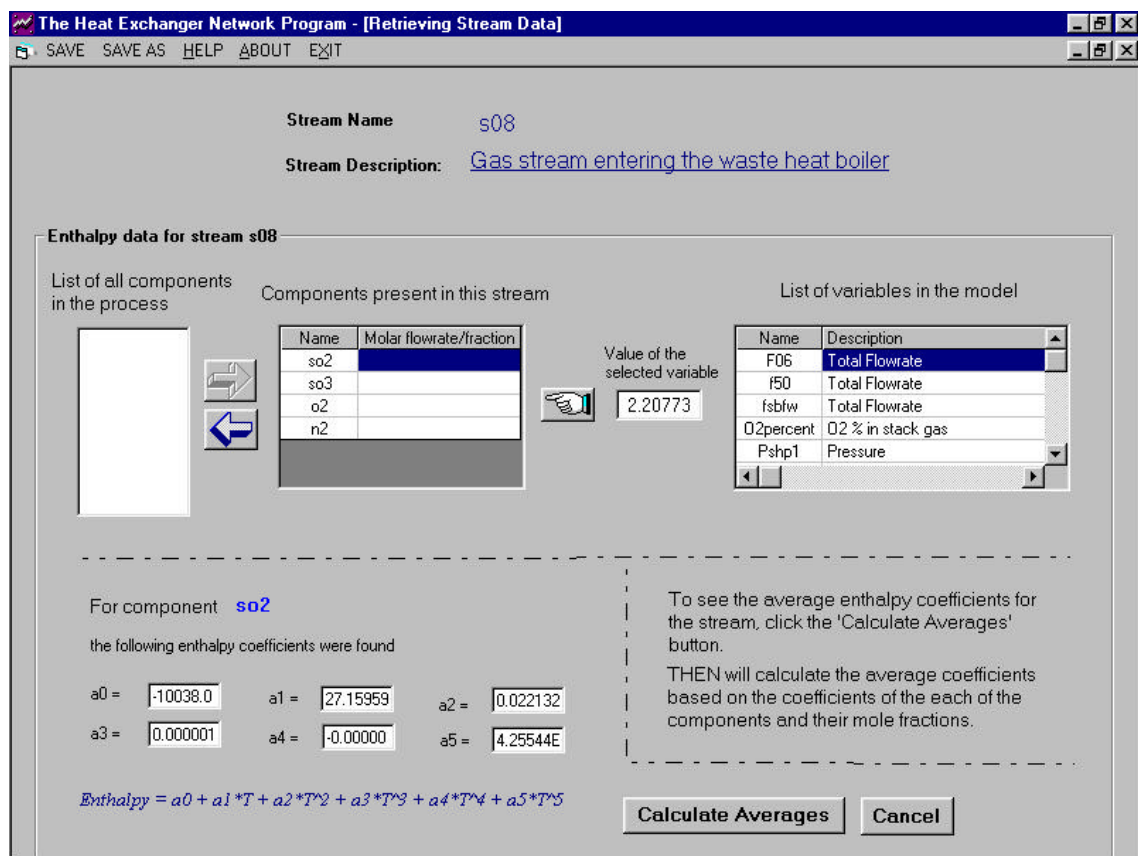 The Heat Exchanger Network Program - [Retrieving Stream Data]
SAVE SAVE AS HELP ABOUT EXIT
Stream Name s08
Stream Description: Gas stream entering the waste heat boiler
Enthalpy data for stream s08
List of all components
in the process
Components present in this stream
Name Molar flowrate/fraction
so2
so3
o2
n2
Value of the
selected variable
2.20773
List of variables in the model
Name Description
F06 Total Flowrate
f50 Total Flowrate
fsbfw Total Flowrate
O2percent O2 % in stack gas
Pshp1 Pressure
For component so2
the following enthalpy coefficients were found
a0 = -10038.0 a1 = 27.15959 a2 = 0.022132
a3 = 0.000001 a4 = -0.00000 a5 = 4.25544E
Enthalpy = a0 + a1*T + a2*T^2 + a3*T^3 + a4*T^4 + a5*T^5
To see the average enthalpy coefficients for
the stream, click the 'Calculate Averages'
button.
THEN will calculate the average coefficients
based on the coefficients of the each of the
components and their mole fractions.
Calculate Averages Cancel